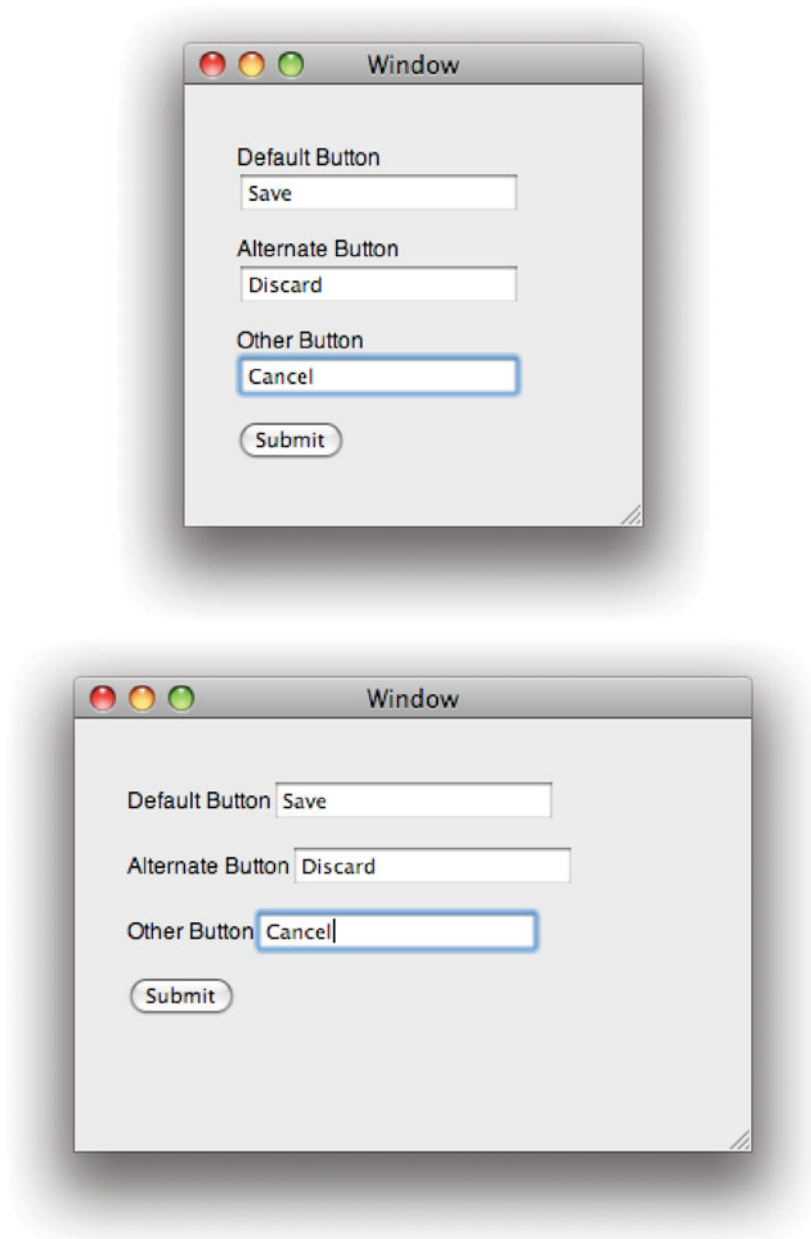 Window
Default Button
Save
Alternate Button
Discard
Other Button
Cancel
Submit
Window
Default Button Save
Alternate Button Discard
Other Button Cancel
Submit